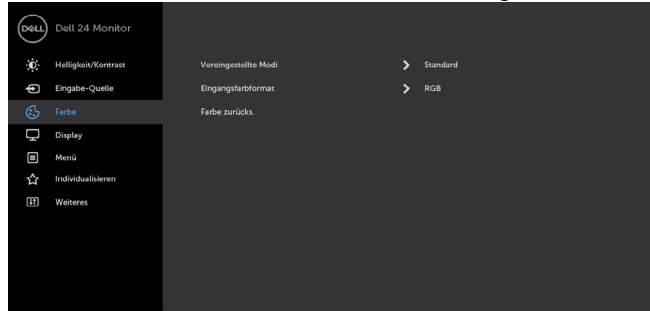 DELL Dell 24 Monitor
Helligkeit/Kontrast Voreingestellte Modi Standard
Eingabe-Quelle Eingangsfarbformat RGB
Farbe Farbe zurücks.
Display
Menü
Individualisieren
Weiteres